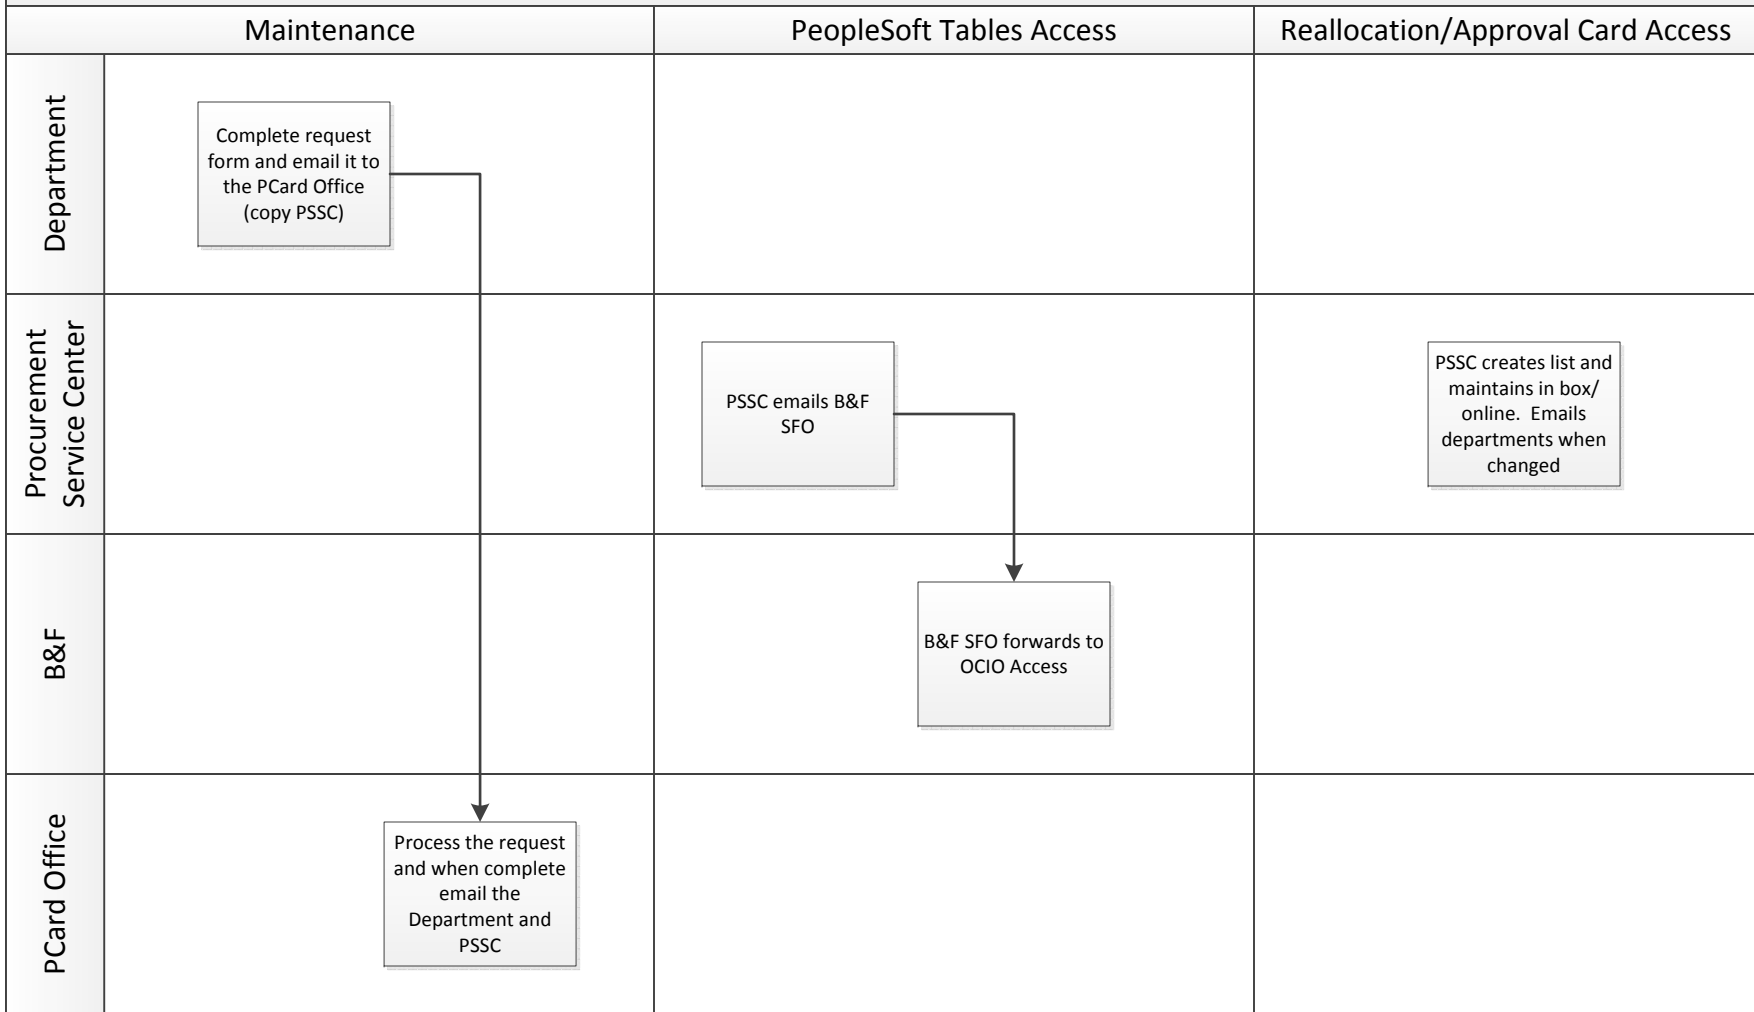 Maintenance
PeopleSoft Tables Access
Reallocation/Approval Card Access
Department
Complete request
form and email it to
the PCard Office
(copy PSSC)
Procurement
Service Center
PSSC emails B&F
SFO
PSSC creates list and
maintains in box/
online.  Emails
departments when
changed
B&F
B&F SFO forwards to
OCIO Access
PCard Office
Process the request
and when complete
email the
Department and
PSSC